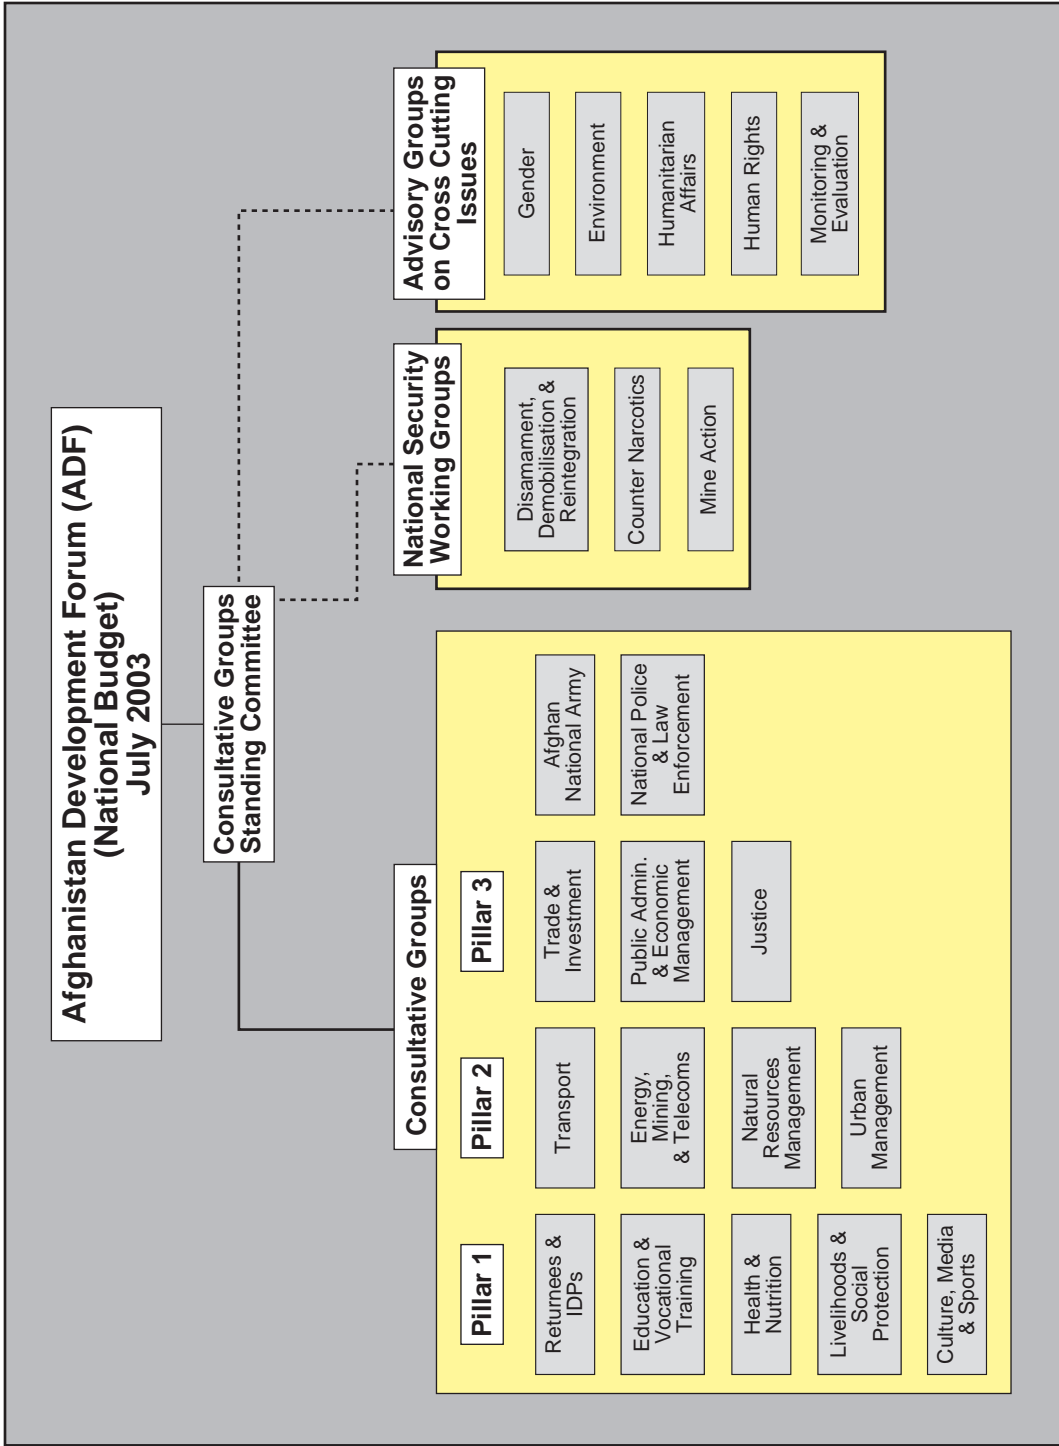 Afghanistan Development Forum (ADF)
(National Budget)
July 2003
Consultative Groups
Standing Committee
Consultative Groups
Pillar 1
Returnees &
IDPs
Education &
Vocational
Training
Health &
Nutrition
Livelihoods &
Social
Protection
Culture, Media
& Sports
Pillar 2
Transport
Energy,
Mining,
& Telecoms
Natural
Resources
Management
Urban
Management
Pillar 3
Trade &
Investment
Public Admin.
& Economic
Management
Justice
Afghan
National Army
National Police
& Law
Enforcement
National Security
Working Groups
Disamament,
Demobilisation &
Reintegration
Counter Narcotics
Mine Action
Advisory Groups
on Cross Cutting
Issues
Gender
Environment
Humanitarian
Affairs
Human Rights
Monitoring &
Evaluation